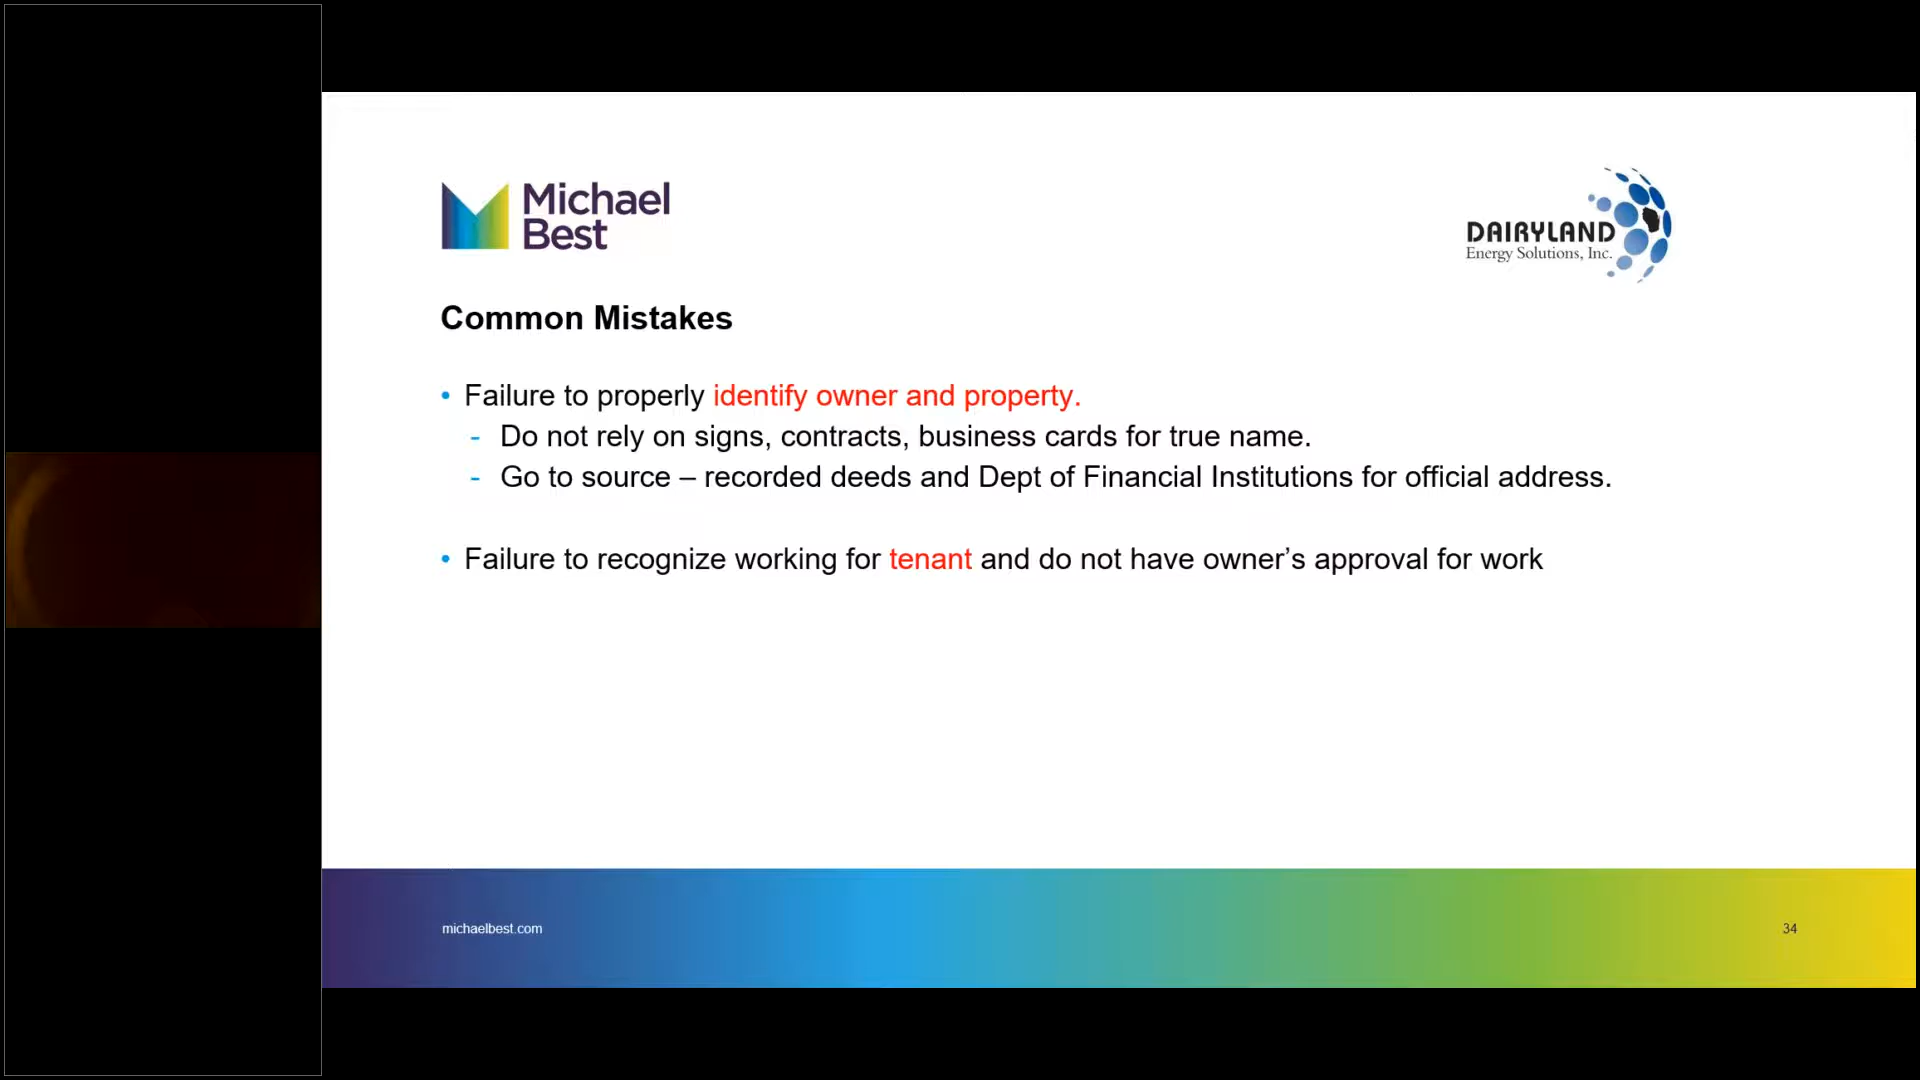 Michael
Best
DAIRYLAND
Energy Solutions, Inc.
Common Mistakes
• Failure to properly identify owner and property.
- Do not rely on signs, contracts, business cards for true name.
- Go to source – recorded deeds and Dept of Financial Institutions for official address.
• Failure to recognize working for tenant and do not have owner’s approval for work
michaelbest.com
34